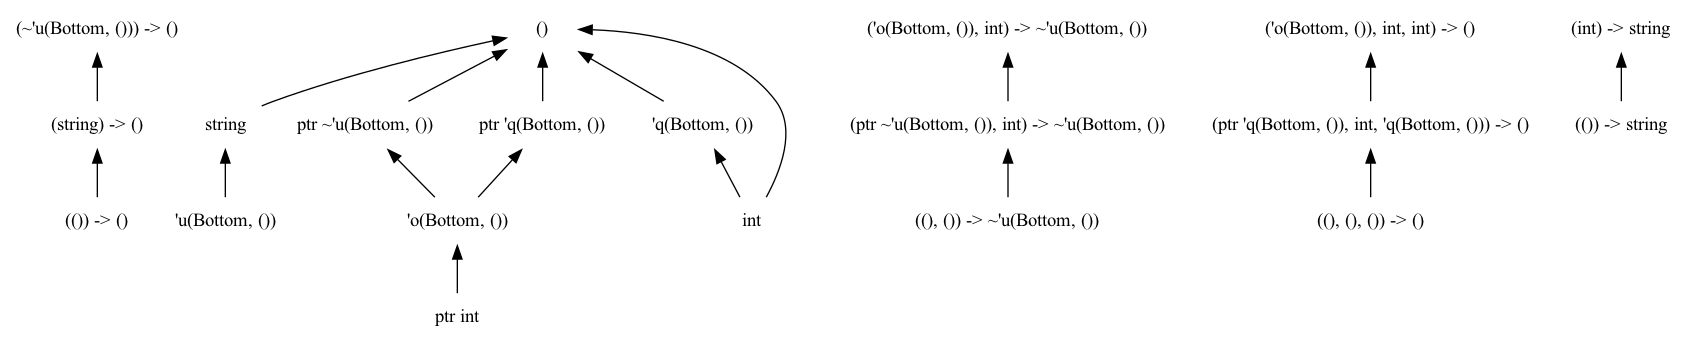 (~'u(Bottom, ())) -> () () ('o(Bottom, ()), int) -> ~'u(Bottom, ()) ('o(Bottom, ()), int, int) -> () (int) -> string
(string) -> () string ptr ~'u(Bottom, ()) ptr 'q(Bottom, ()) 'q(Bottom, ()) (ptr ~'u(Bottom, ()), int) -> ~'u(Bottom, ()) (ptr 'q(Bottom, ()), int, 'q(Bottom, ())) -> () (()) -> string
(()) -> () 'u(Bottom, ()) 'o(Bottom, ()) int ((), ()) -> ~'u(Bottom, ()) ((), (), ()) -> ()
ptr int